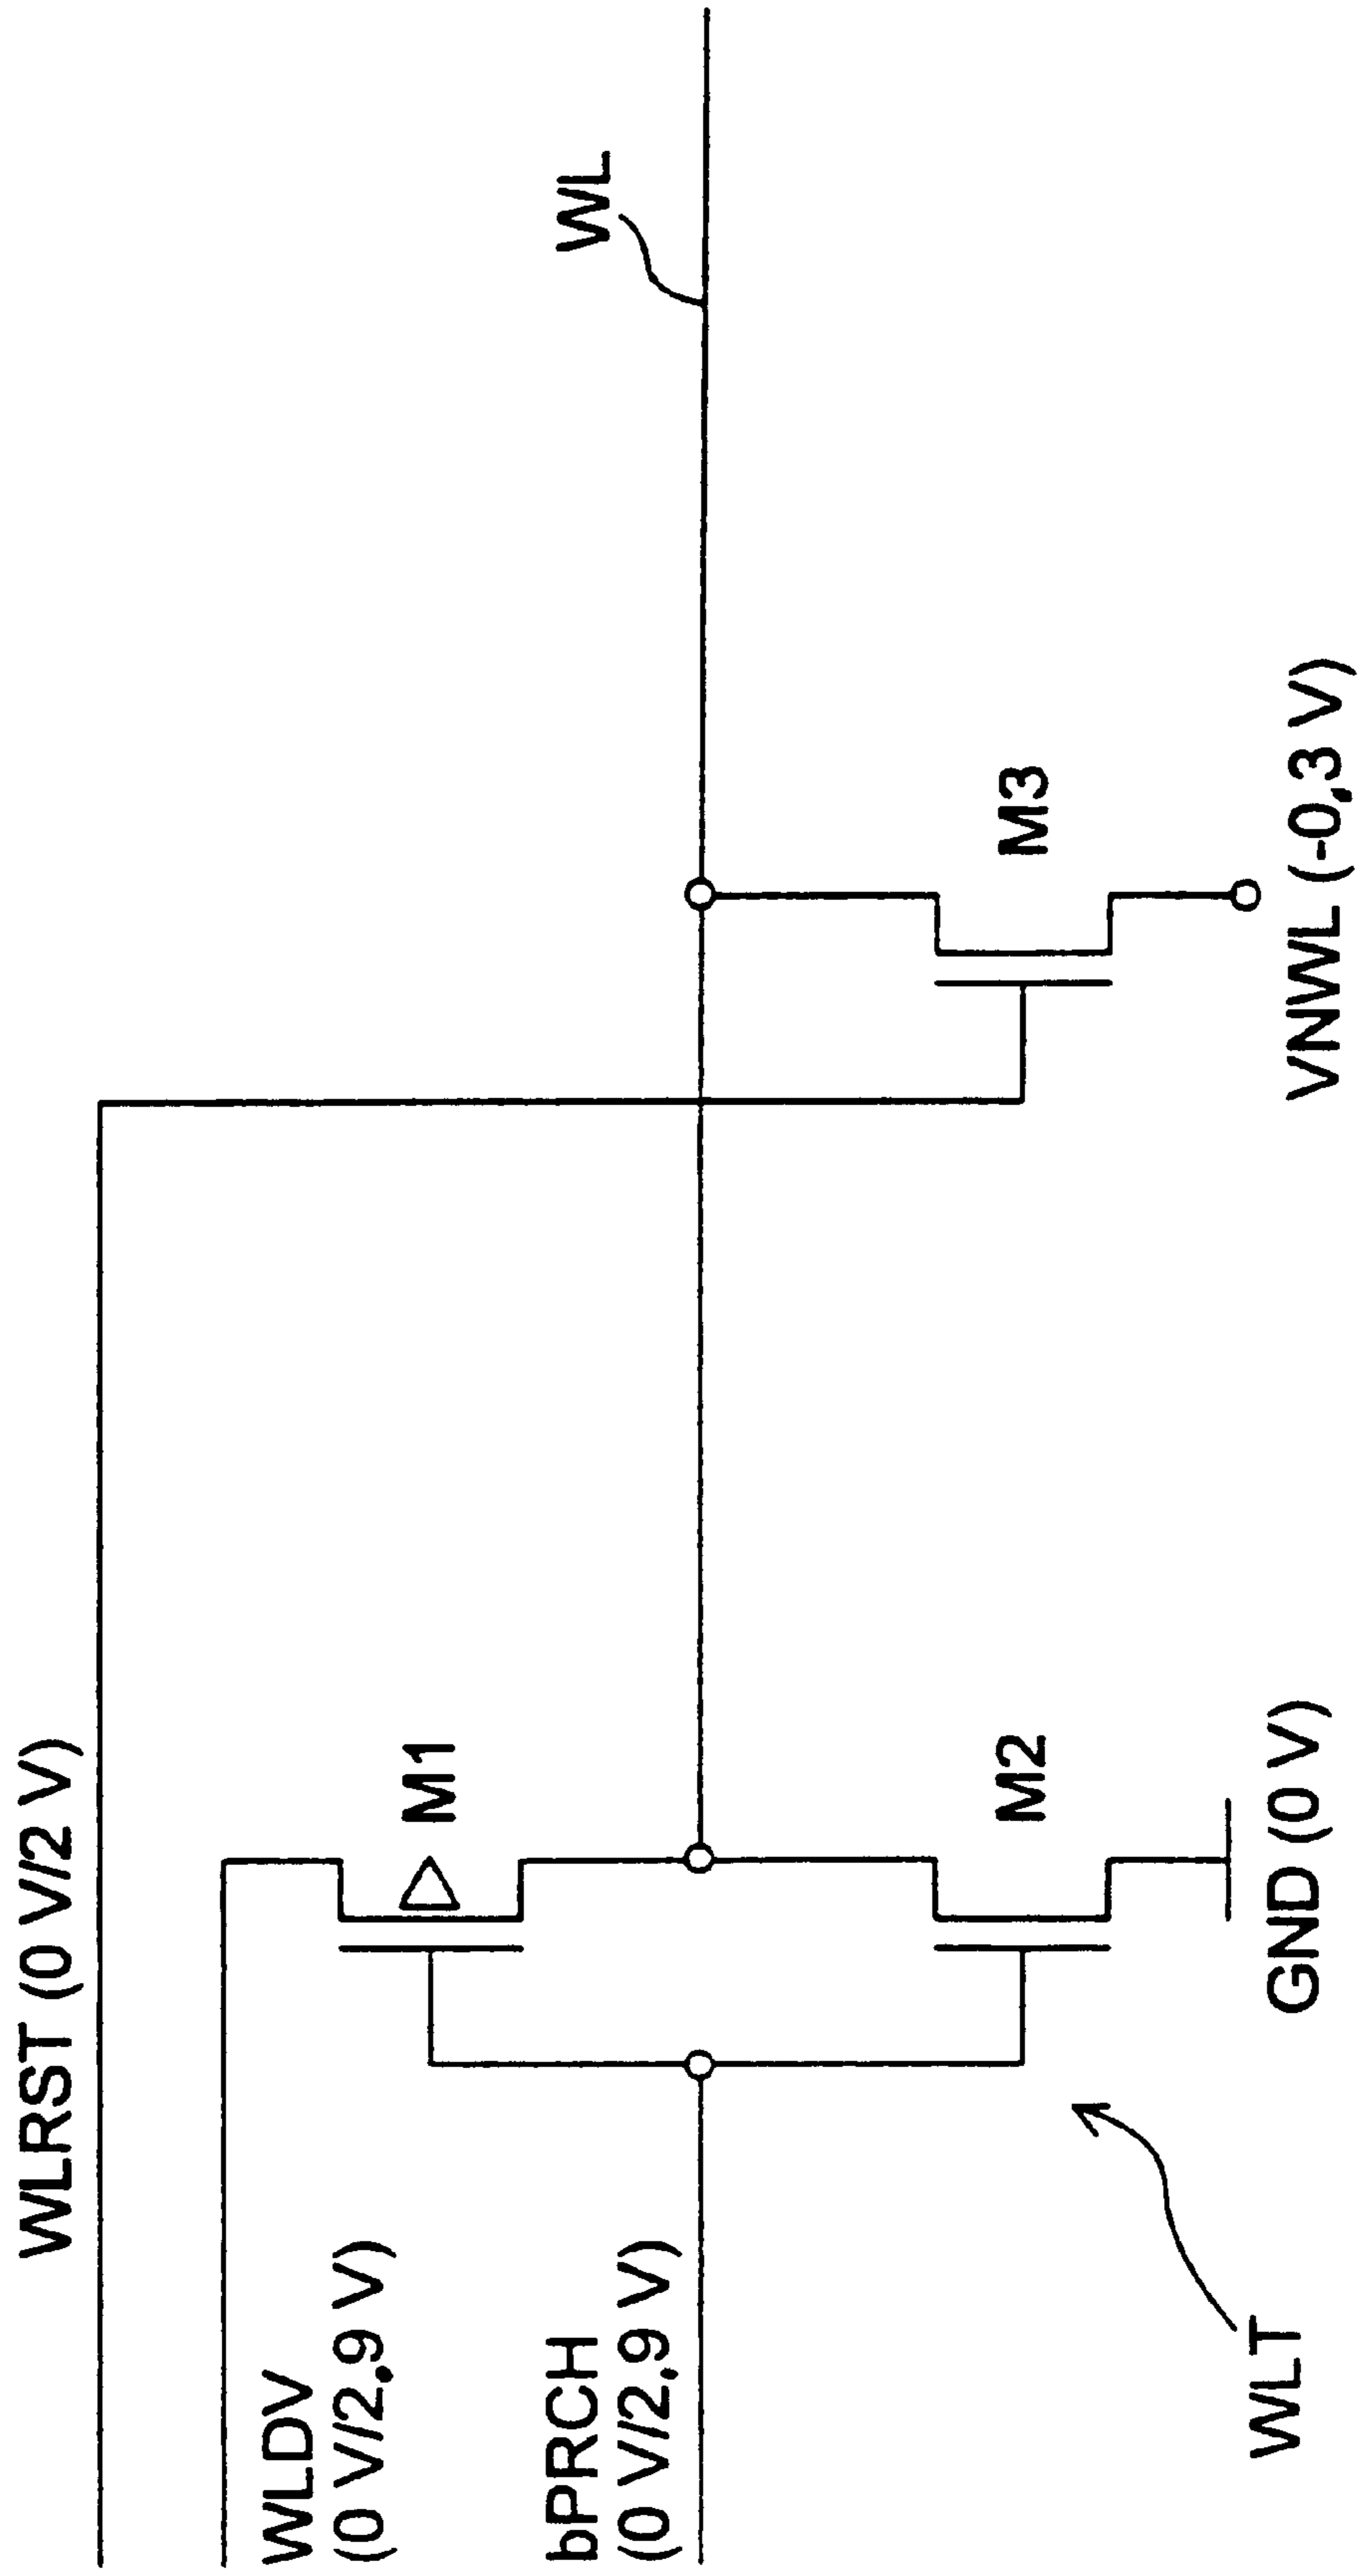 WLRST (0 V/2 V)
WLDV
(0 V/2,9 V)
M1
WL
bPRCH
(0 V/2,9 V)
M2
M3
WLT
GND (0 V)
VNWL (-0,3 V)